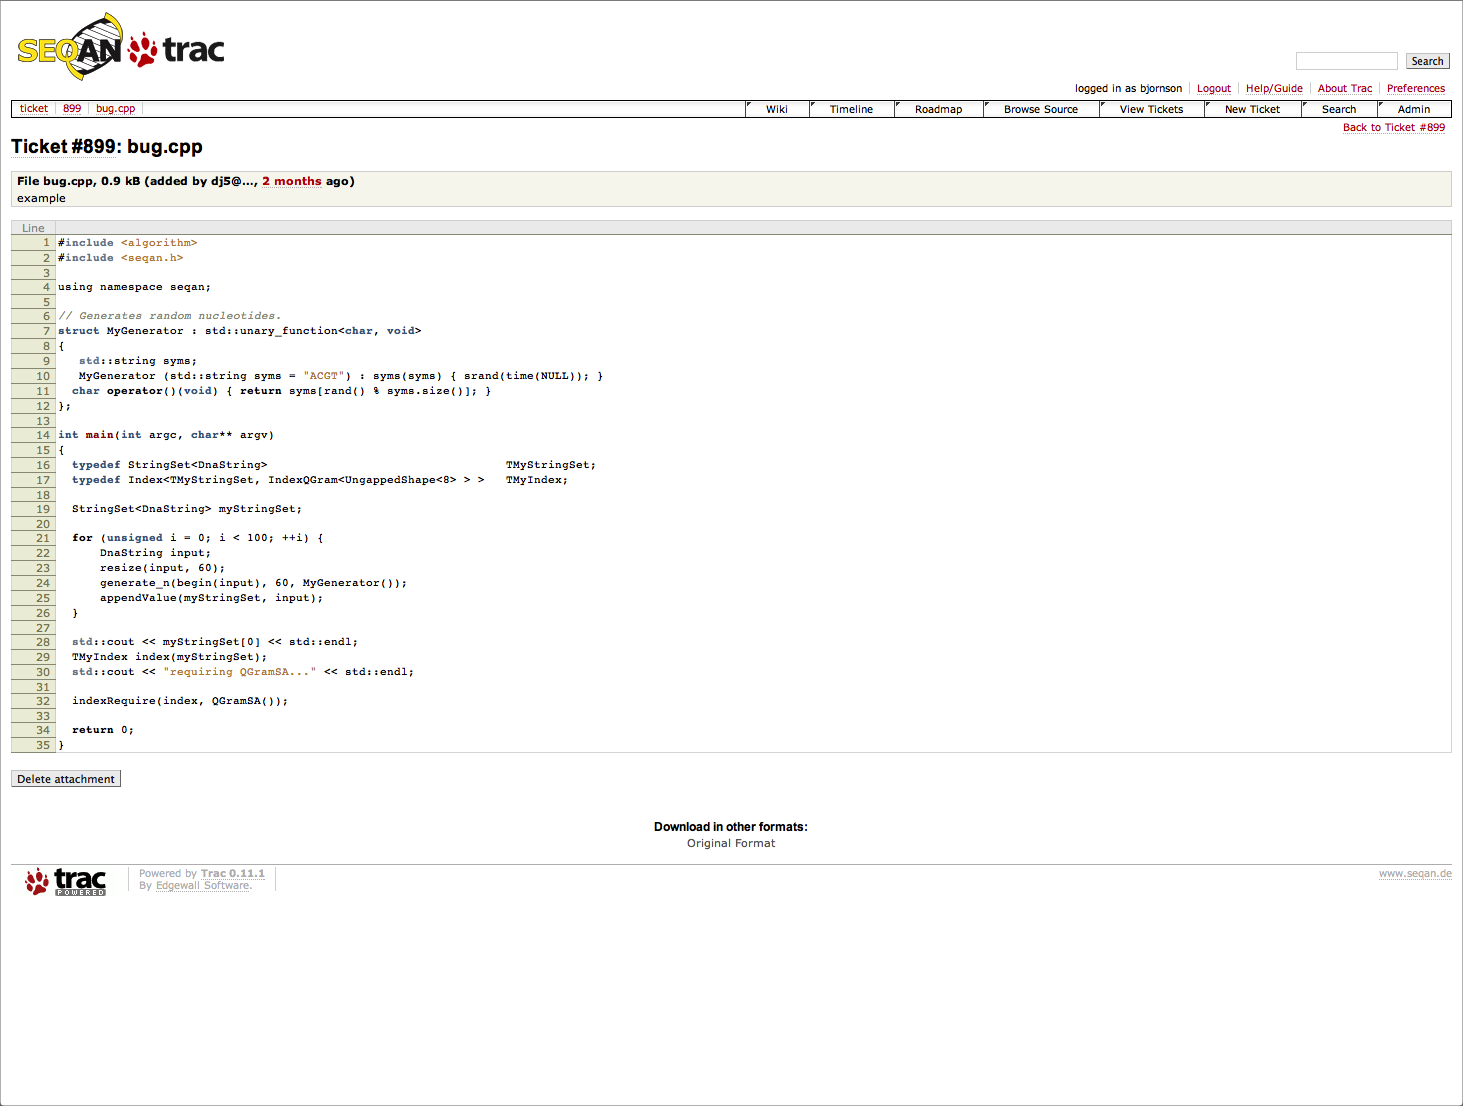 SEQAN trac
Search
logged in as bjornson Logout Help/Guide About Trac Preferences
ticket 899 bug.cpp Wiki Timeline Roadmap Browse Source View Tickets New Ticket Search Admin
Back to Ticket #899
Ticket #899: bug.cpp
File bug.cpp, 0.9 kB (added by dj5@..., 2 months ago)
example
Line
1 #include <algorithm>
2 #include <seqan.h>
3
4 using namespace seqan;
5
6 // Generates random nucleotides.
7 struct MyGenerator : std::unary_function<char, void>
8 {
9 std::string syms;
10 MyGenerator (std::string syms = "ACGT") : syms(syms) { srand(time(NULL)); }
11 char operator()(void) { return syms[rand() % syms.size()]; }
12 };
13
14 int main(int argc, char** argv)
15 {
16 typedef StringSet<DnaString> TMyStringSet;
17 typedef Index<TMyStringSet, IndexQGram<UngappedShape<8> > > TMyIndex;
18
19 StringSet<DnaString> myStringSet;
20
21 for (unsigned i = 0; i < 100; ++i) {
22 DnaString input;
23 resize(input, 60);
24 generate_n(begin(input), 60, MyGenerator());
25 appendValue(myStringSet, input);
26 }
27
28 std::cout << myStringSet[0] << std::endl;
29 TMyIndex index(myStringSet);
30 std::cout << "requiring QGramSA..." << std::endl;
31
32 indexRequire(index, QGramSA());
33
34 return 0;
35 }
Delete attachment
Download in other formats:
Original Format
trac POWERED
Powered by Trac 0.11.1
By Edgewall Software.
www.seqan.de